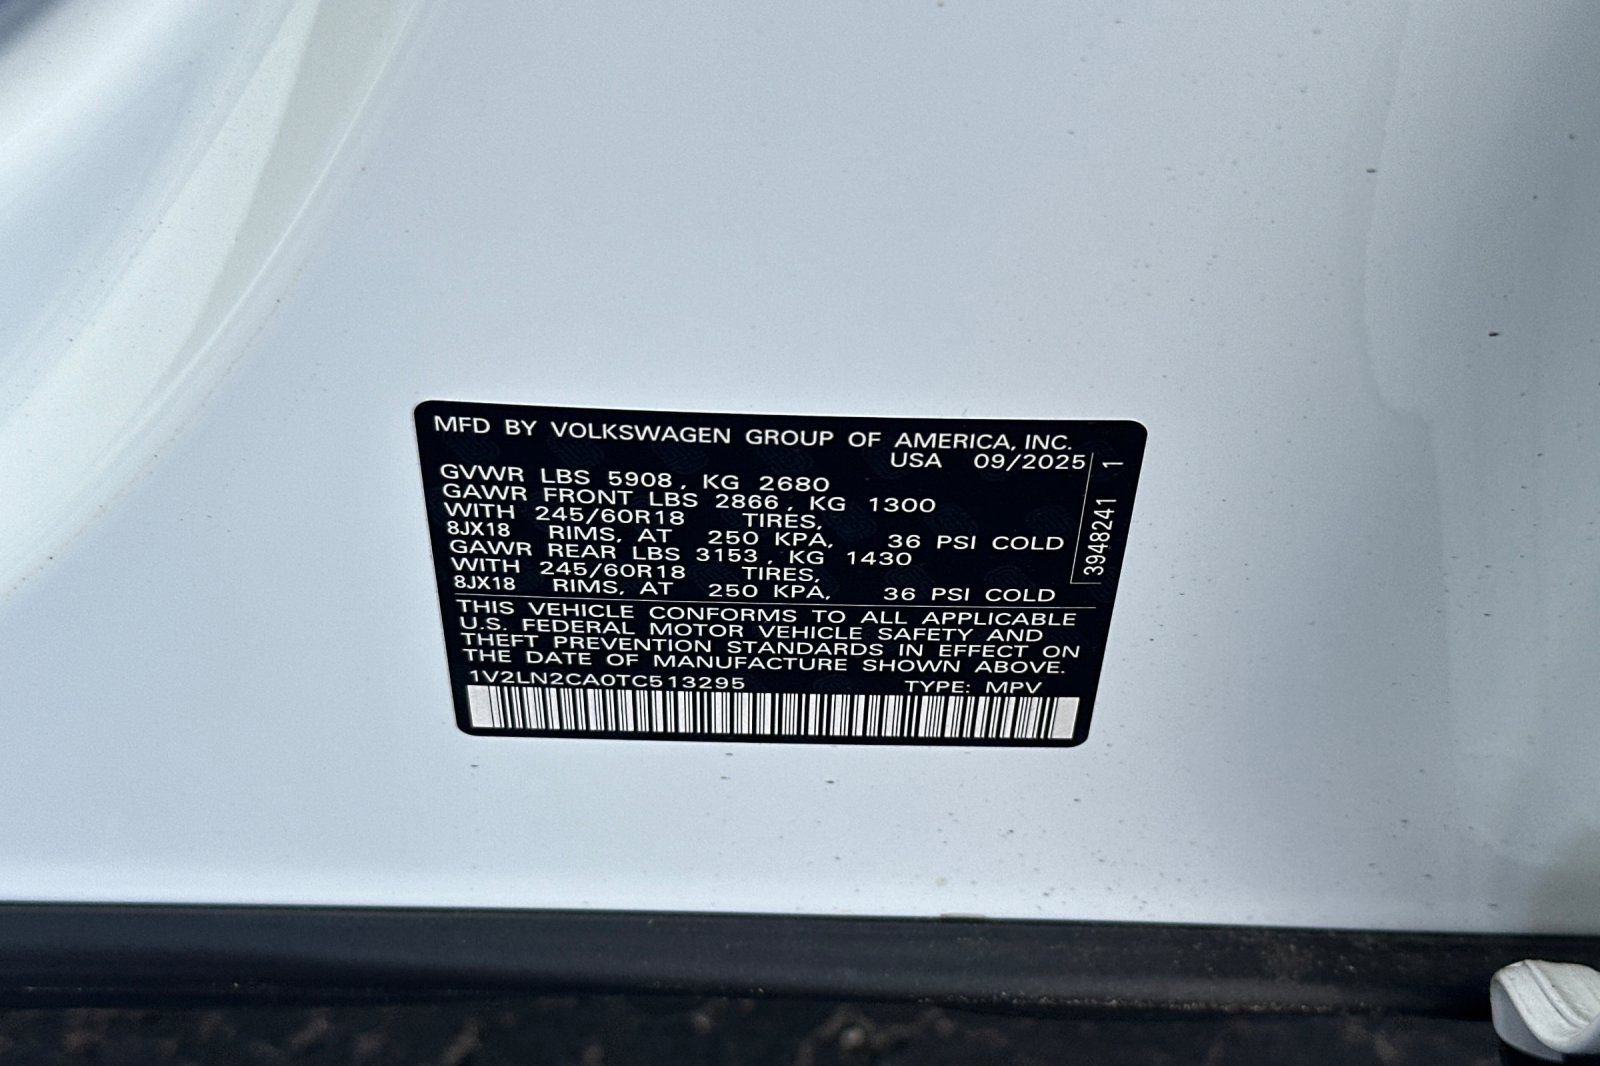 MFD BY VOLKSWAGEN GROUP OF AMERICA, INC.
USA 09/2025
GVWR LBS 5908, KG 2680
GAWR FRONT LBS 2866, KG 1300
WITH 245/60R18 TIRES,
8JX18 RIMS, AT 250 KPA, 36 PSI COLD
GAWR REAR LBS 3153, KG 1430
WITH 245/60R18 TIRES,
8JX18 RIMS, AT 250 KPA, 36 PSI COLD
THIS VEHICLE CONFORMS TO ALL APPLICABLE
U.S. FEDERAL MOTOR VEHICLE SAFETY AND
THEFT PREVENTION STANDARDS IN EFFECT ON
THE DATE OF MANUFACTURE SHOWN ABOVE.
1V2LN2CA0TC513295 TYPE: MPV
3948241 1